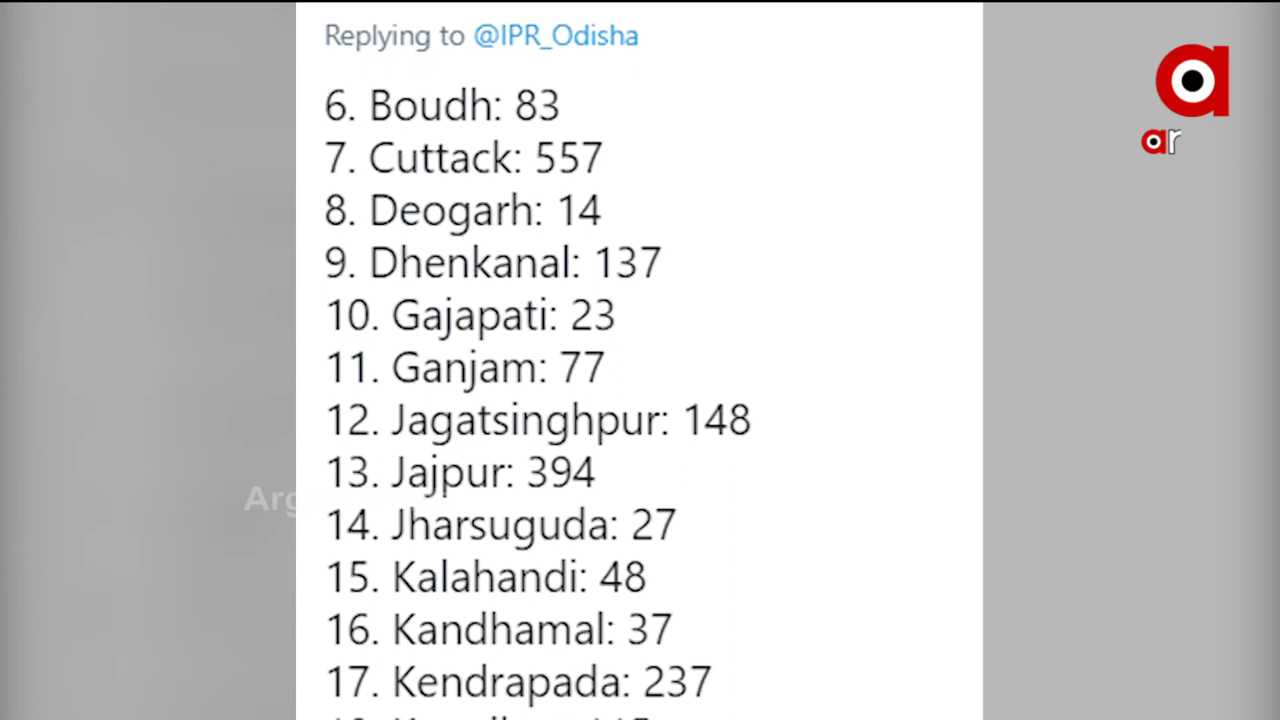 Replying to @IPR_Odisha
6. Boudh: 83
7. Cuttack: 557
8. Deogarh: 14
9. Dhenkanal: 137
10. Gajapati: 23
11. Ganjam: 77
12. Jagatsinghpur: 148
13. Jajpur: 394
14. Jharsuguda: 27
15. Kalahandi: 48
16. Kandhamal: 37
17. Kendrapada: 237
a
ar